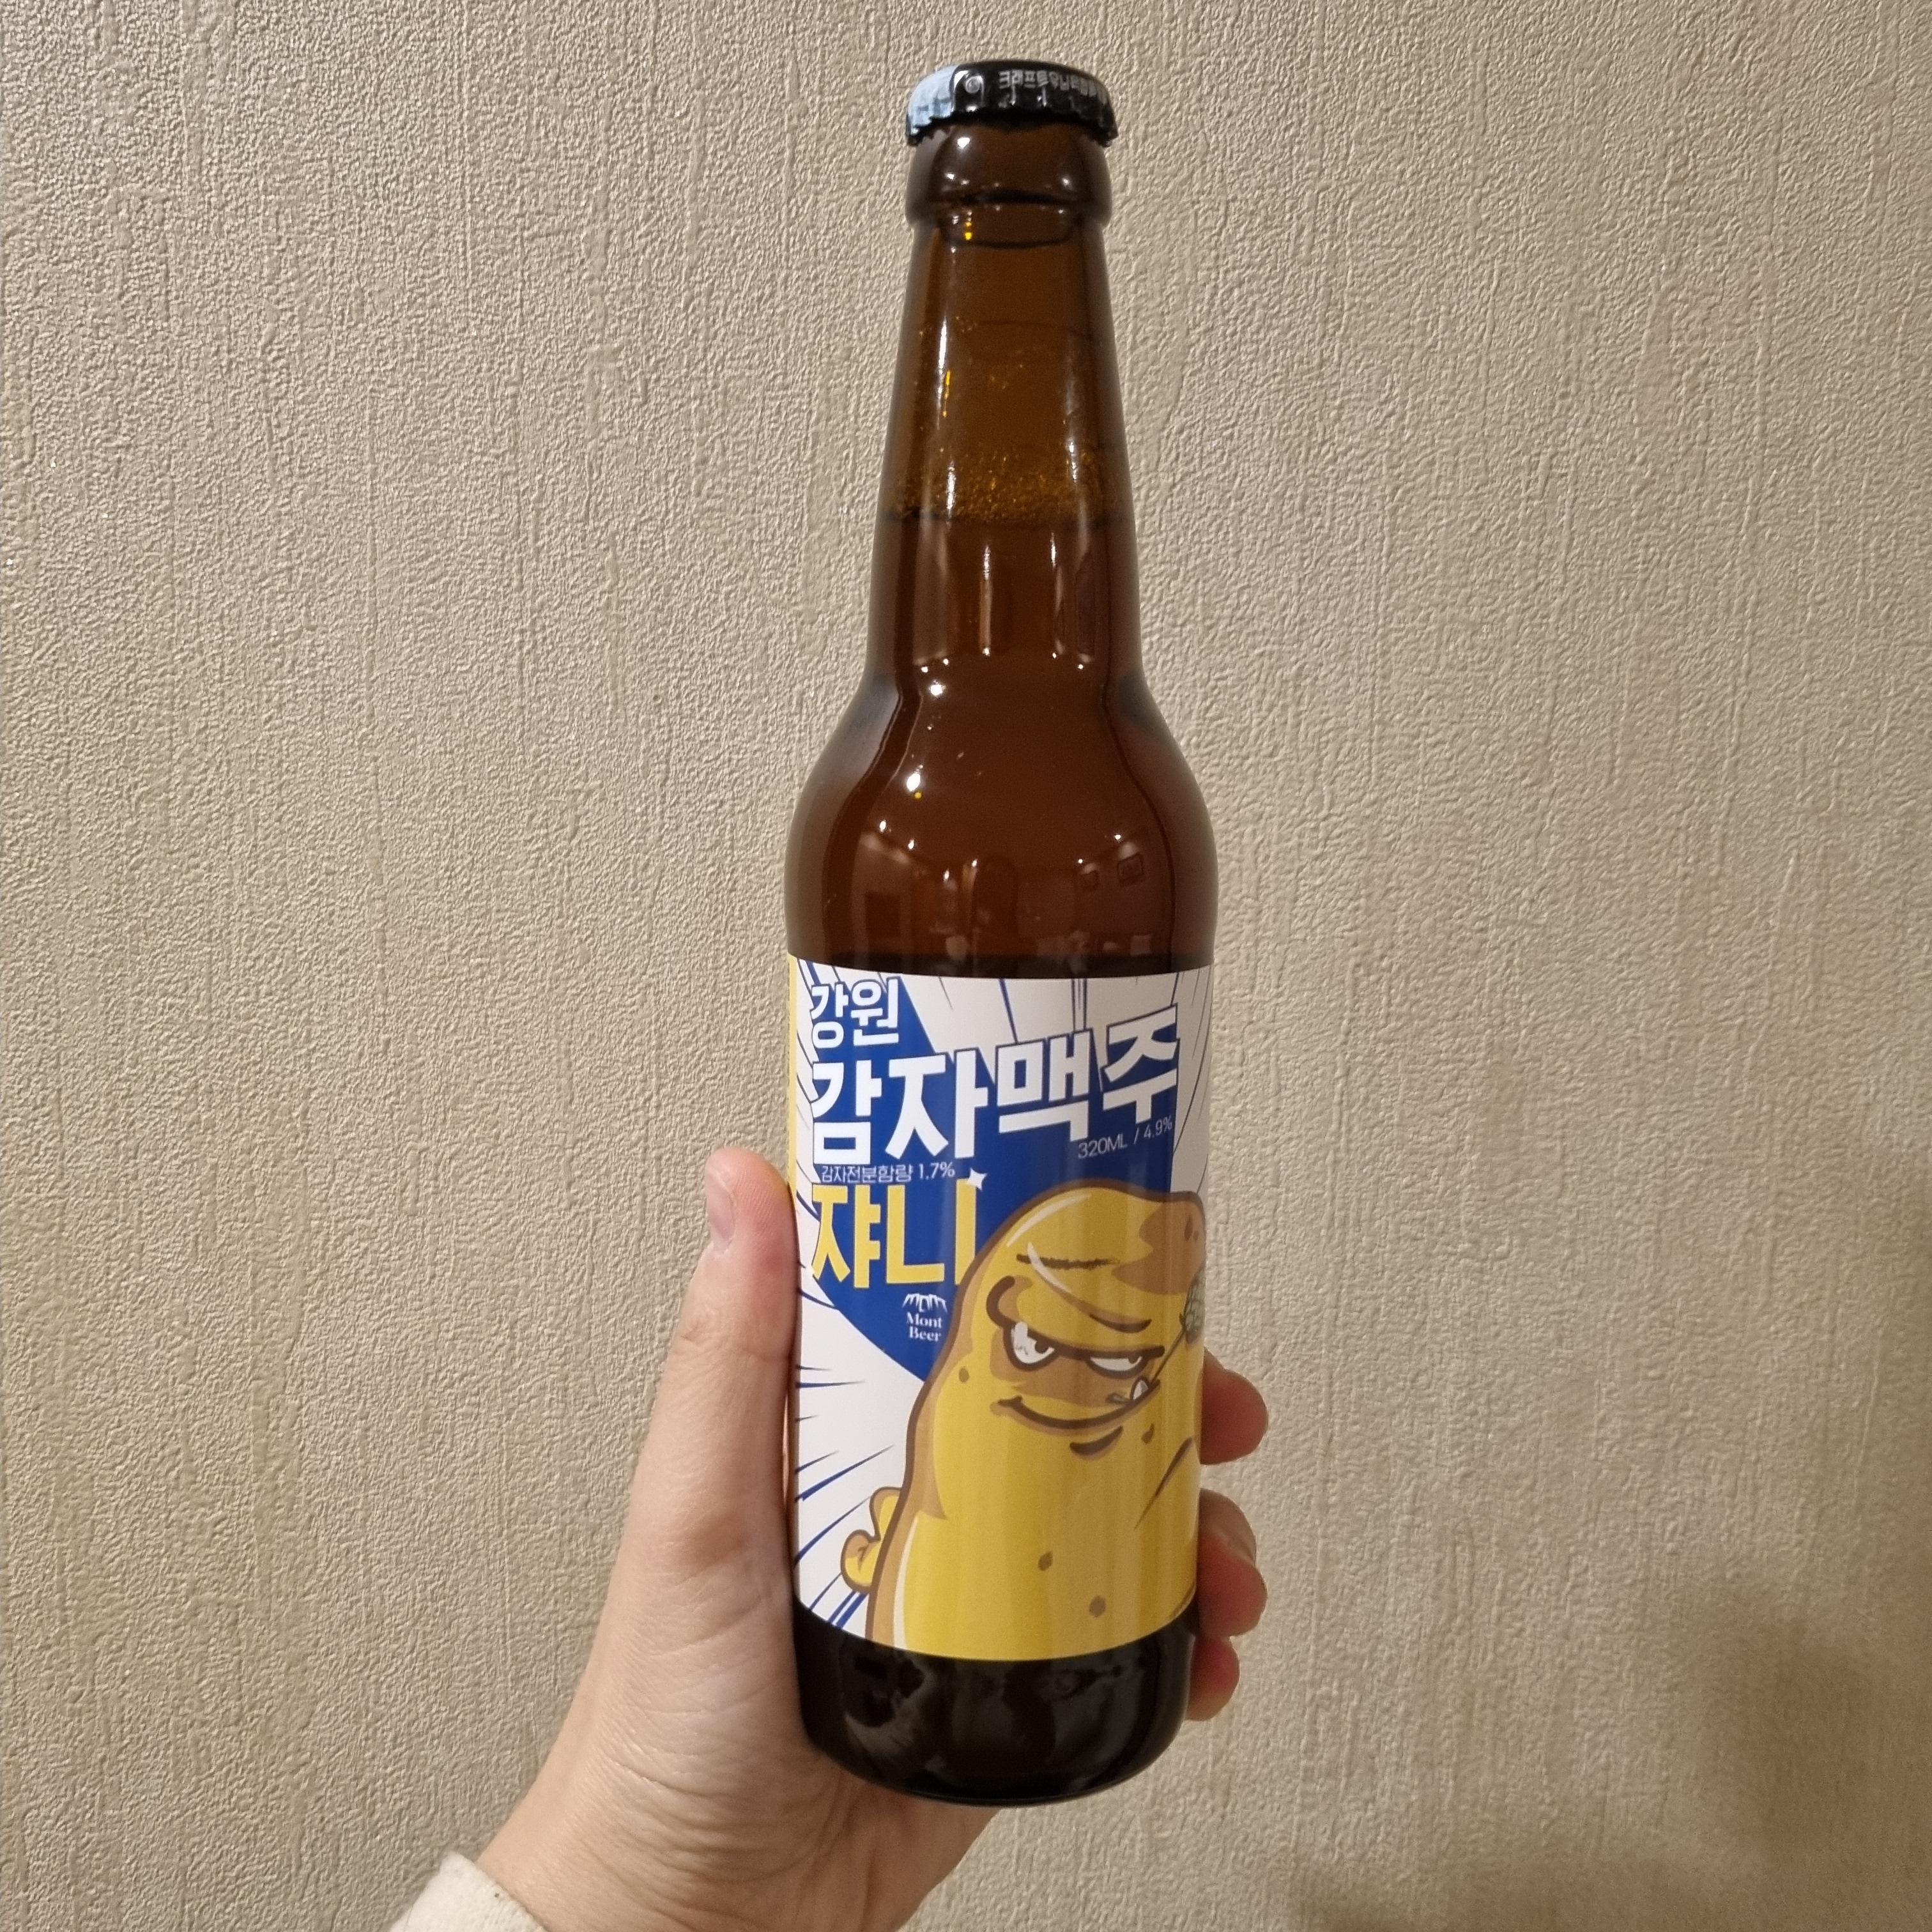 강원
감자맥주
320ML / 4.9%
감자전분함량 1.7%
쟈니
Mont
Beer